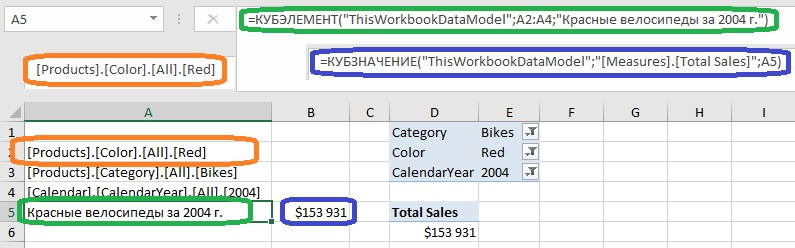 A5
=КУБЭЛЕМЕНТ("ThisWorkbookDataModel";A2:A4;"Красные велосипеды за 2004 г.")
=КУБЗНАЧЕНИЕ("ThisWorkbookDataModel";"[Measures].[Total Sales]";A5)
[Products].[Color].[All].[Red]
A B C D E F G H I
1 Category Bikes
2 [Products].[Color].[All].[Red] Color Red
3 [Products].[Category].[All].[Bikes] CalendarYear 2004
4 [Calendar].[CalendarYear].[All].[2004]
5 Красные велосипеды за 2004 г. $153 931 Total Sales
6 $153 931